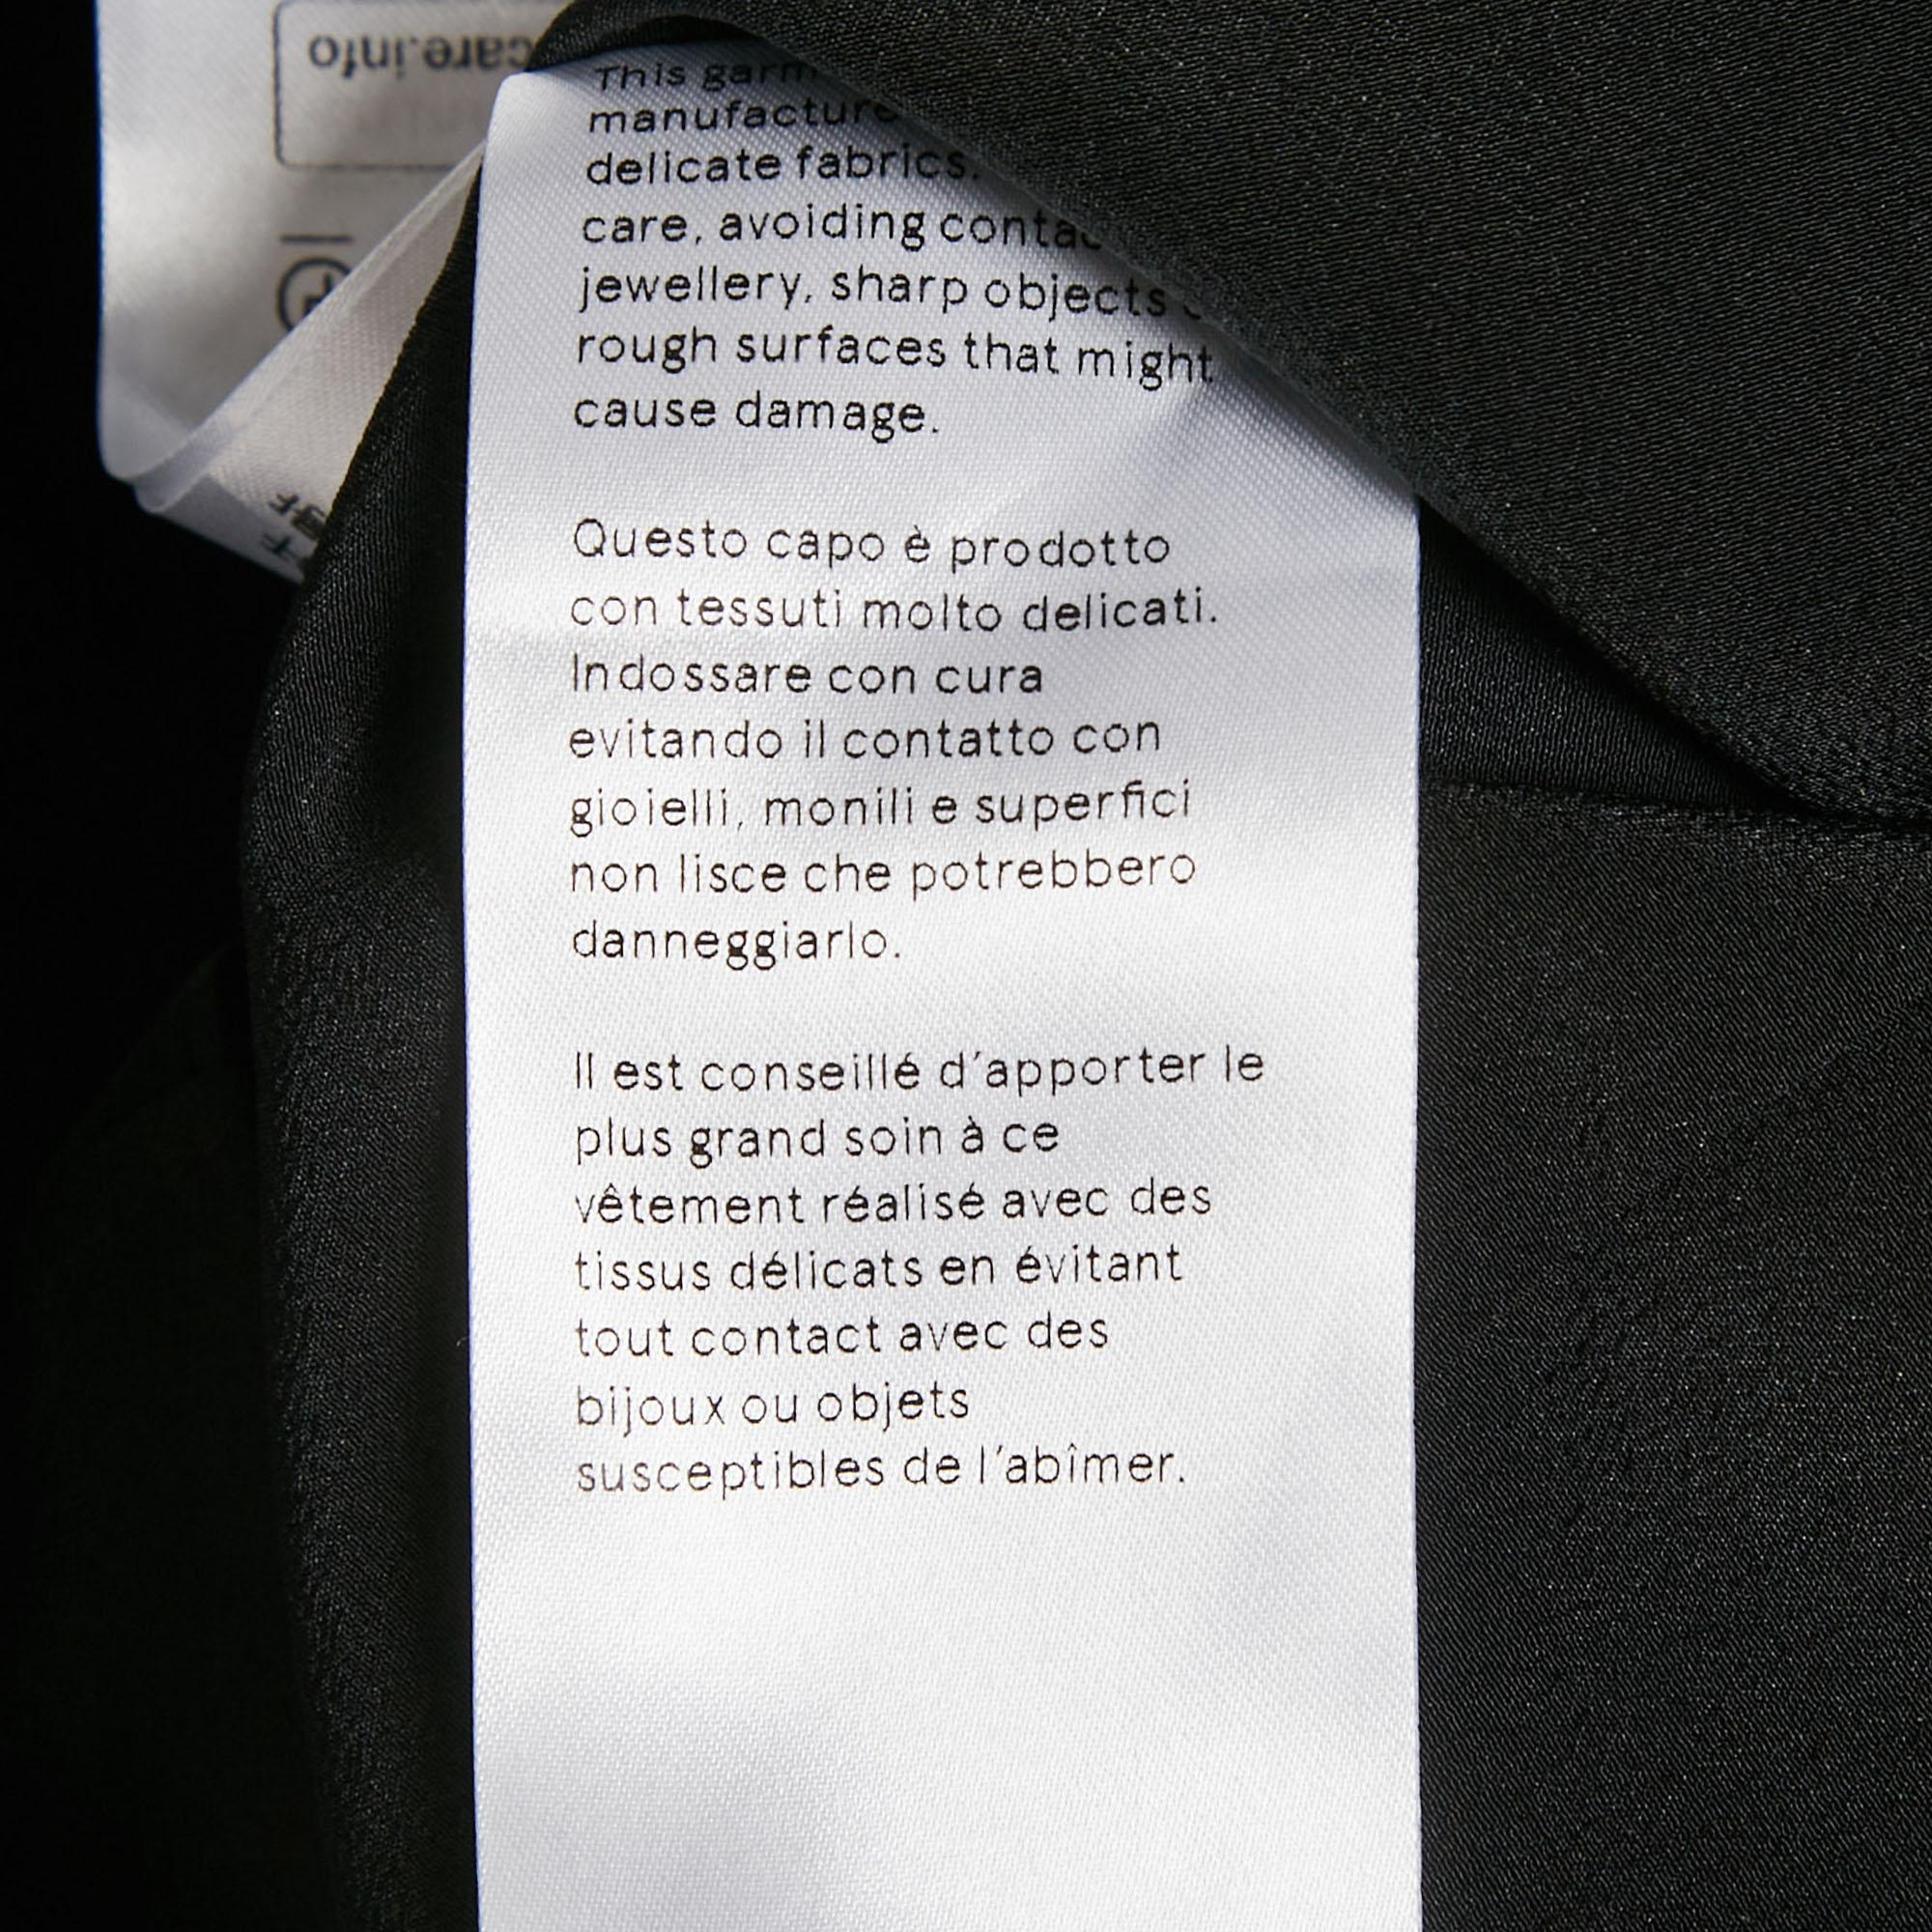 care.info
This
manufacture
delicate fabrics.
care, avoiding
jewellery, sharp objects
rough surfaces that might
cause damage.
Questo capo è prodotto
con tessuti molto delicati.
Indossare con cura
evitando il contatto con
gioielli, monili e superfici
non lisce che potrebbero
danneggiarlo.
Il est conseillé d'apporter le
plus grand soin à ce
vêtement réalisé avec des
tissus délicats en évitant
tout contact avec des
bijoux ou objets
susceptibles de l'abîmer.